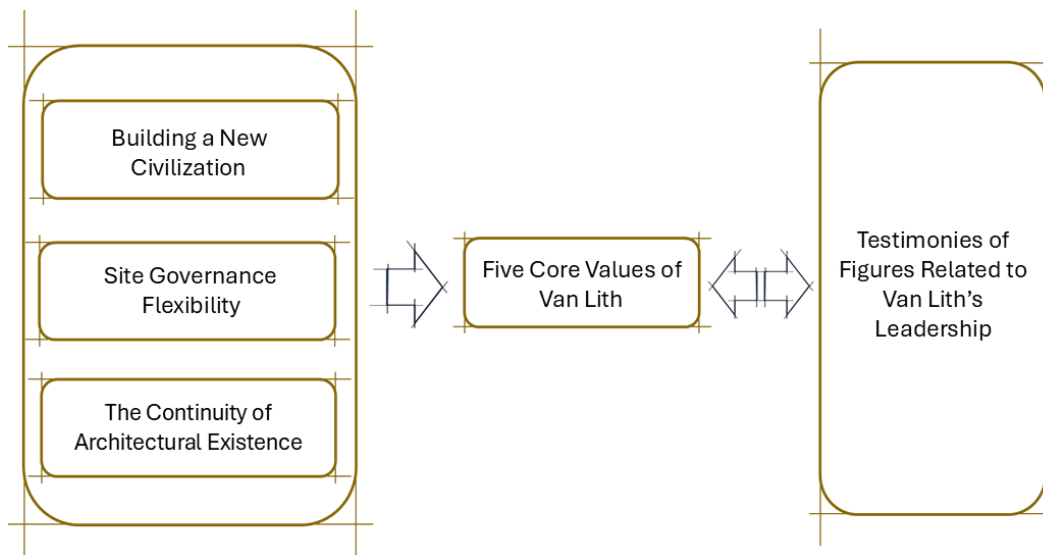 Building a New
Civilization
Site Governance
Flexibility
The Continuity of
Architectural Existence
Five Core Values of
Van Lith
Testimonies of
Figures Related to
Van Lith’s
Leadership